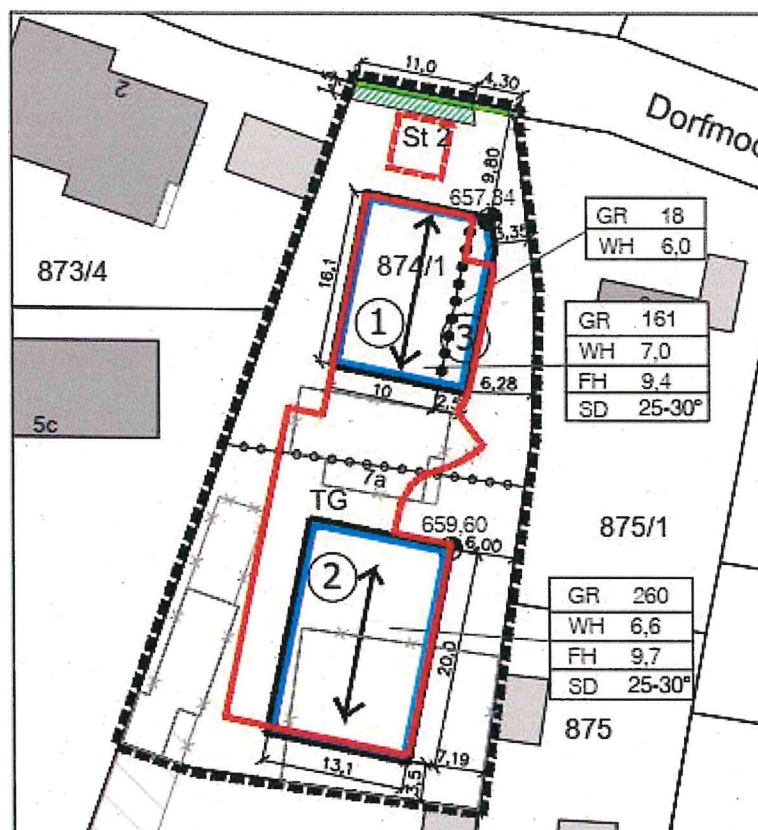 11,0
4,30
2
Dorfmoo
St 2
9,80
657.84
3,35
GR 18
WH 6,0
873/4
874/1
16,1
1
3
GR 161
WH 7,0
FH 9,4
SD 25-30°
10
2,5
6,28
5c
7a
TG
659.60
6,00
875/1
2
GR 260
WH 6,6
FH 9,7
SD 25-30°
20,0
875
13,1
3,5
7,19